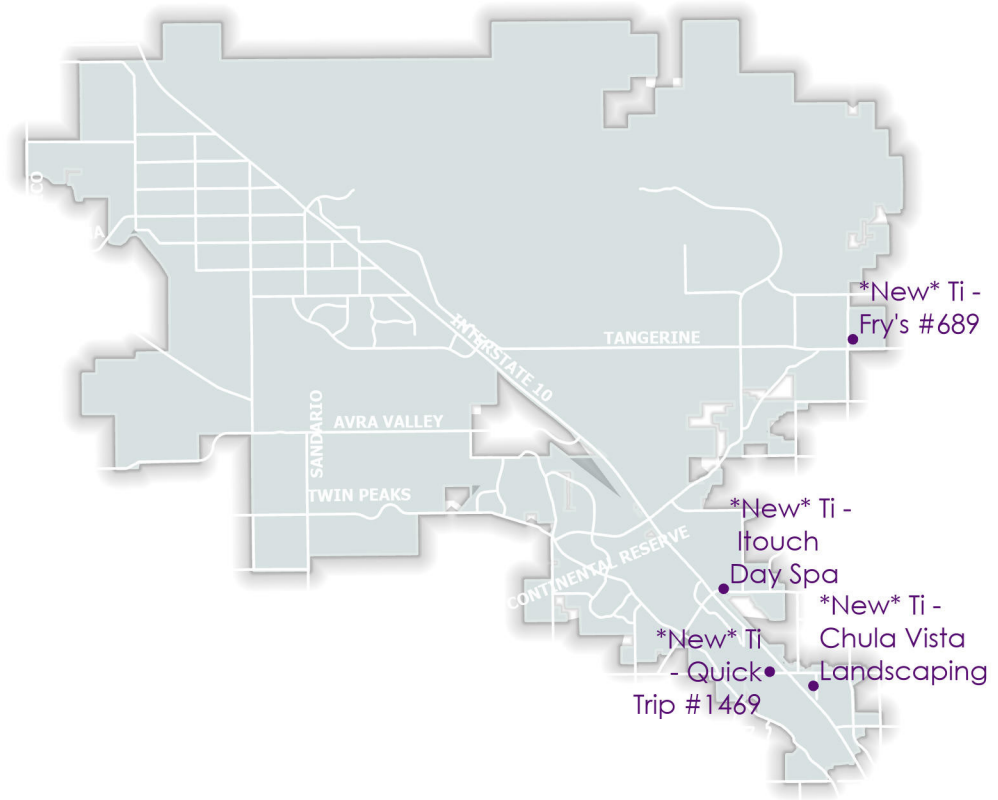 CO
A
*New* Ti -
Fry's #689
INTERSTATE 10
TANGERINE
SANDARIO
AVRA VALLEY
TWIN PEAKS
*New* Ti -
Itouch
Day Spa
CONTINENTAL RESERVE
*New* Ti -
Chula Vista
Landscaping
*New* Ti
- Quick
Trip #1469